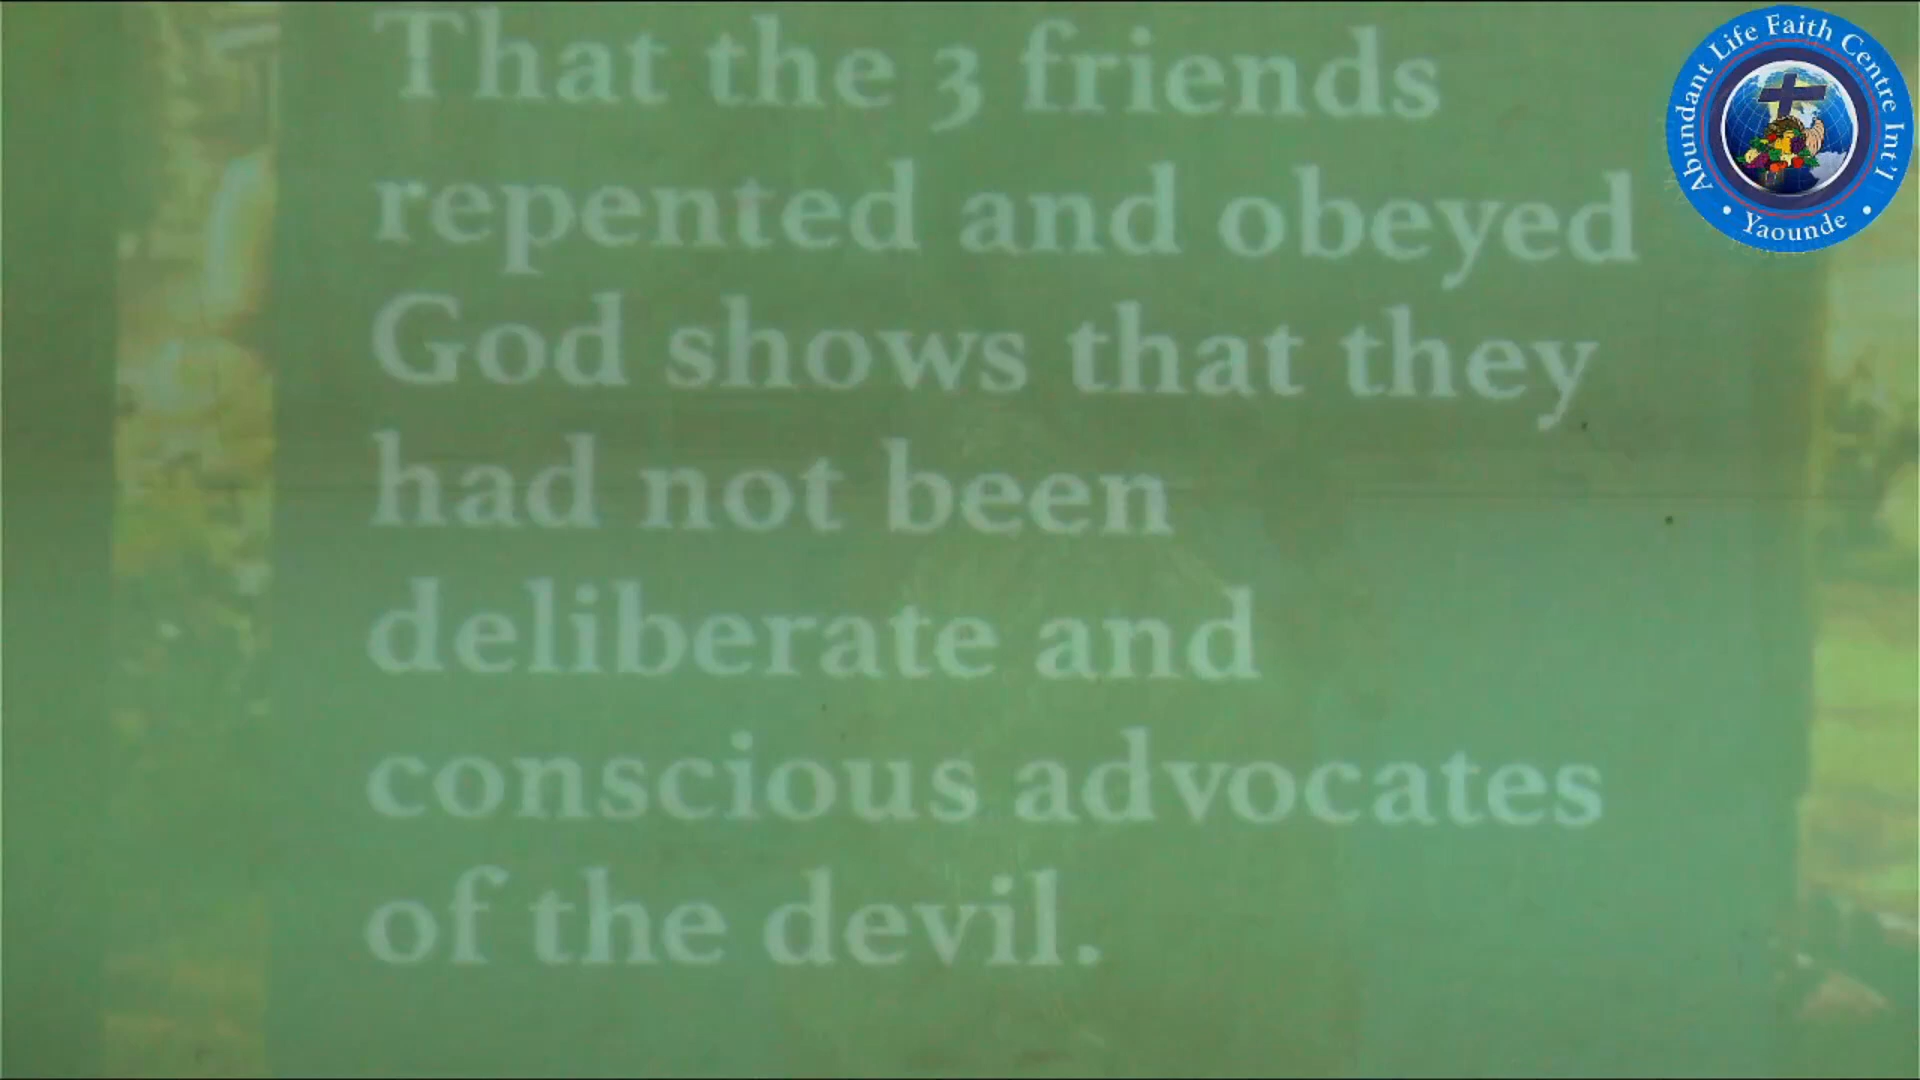 That the 3 friends
repented and obeyed
God shows that they
had not been
deliberate and
conscious advocates
of the devil.
Abundant Life Faith Centre Int'l
• Yaounde •